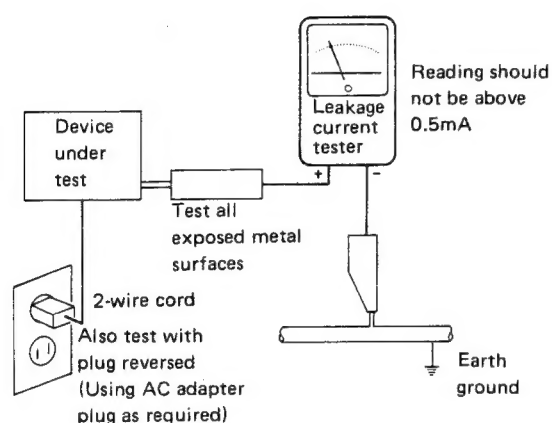 Device
under
test
Leakage
current
tester
+
-
Reading should
not be above
0.5mA
Test all
exposed metal
surfaces
2-wire cord
Also test with
plug reversed
(Using AC adapter
plug as required)
Earth
ground